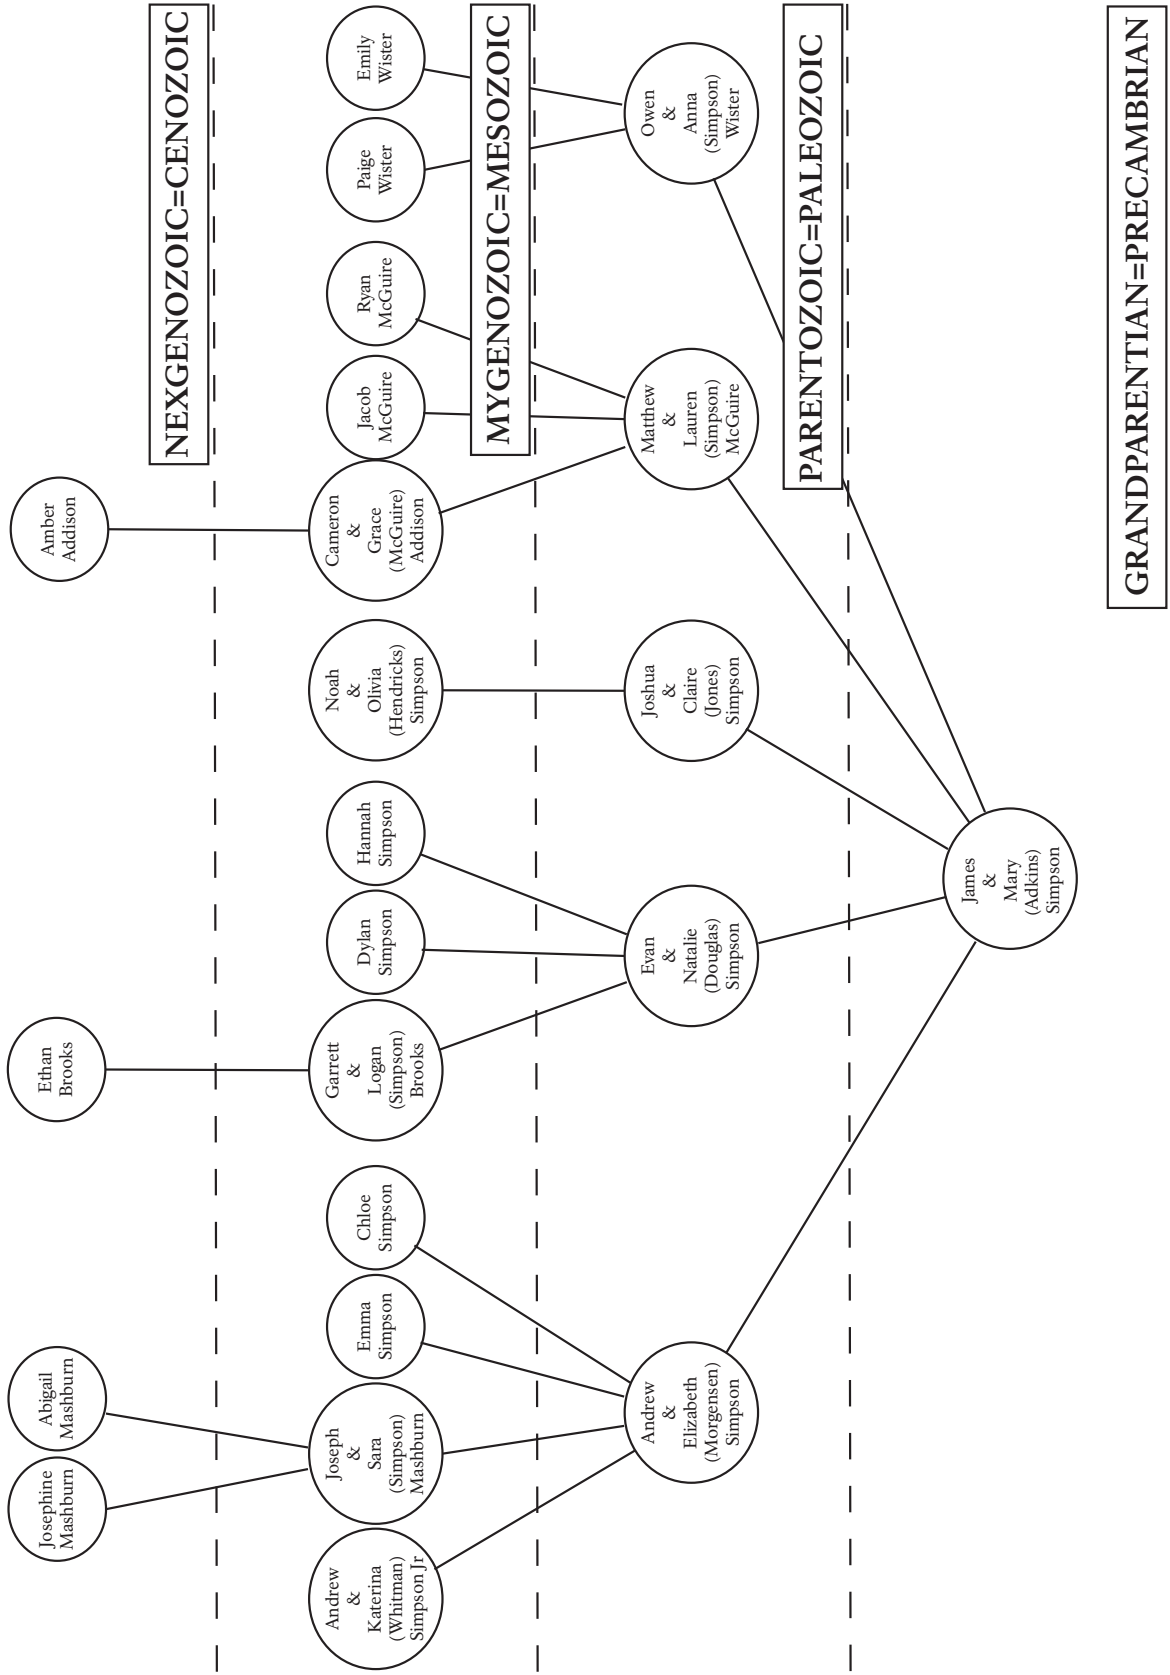 Josephine
Mashburn
Abigail
Mashburn
Ethan
Brooks
Amber
Addison
NEXGENOZOIC=CENOZOIC
Andrew
&
Katerina
(Whitman)
Simpson Jr
Joseph
&
Sara
(Simpson)
Mashburn
Emma
Simpson
Chloe
Simpson
Garrett
&
Logan
(Simpson)
Brooks
Dylan
Simpson
Hannah
Simpson
Noah
&
Olivia
(Hendricks)
Simpson
Cameron
&
Grace
(McGuire)
Addison
Jacob
McGuire
Ryan
McGuire
Paige
Wister
Emily
Wister
MYGENOZOIC=MESOZOIC
Andrew
&
Elizabeth
(Morgensen)
Simpson
Evan
&
Natalie
(Douglas)
Simpson
Joshua
&
Claire
(Jones)
Simpson
Matthew
&
Lauren
(Simpson)
McGuire
Owen
&
Anna
(Simpson)
Wister
PARENTOZOIC=PALEOZOIC
James
&
Mary
(Adkins)
Simpson
GRANDPARENTIAN=PRECAMBRIAN